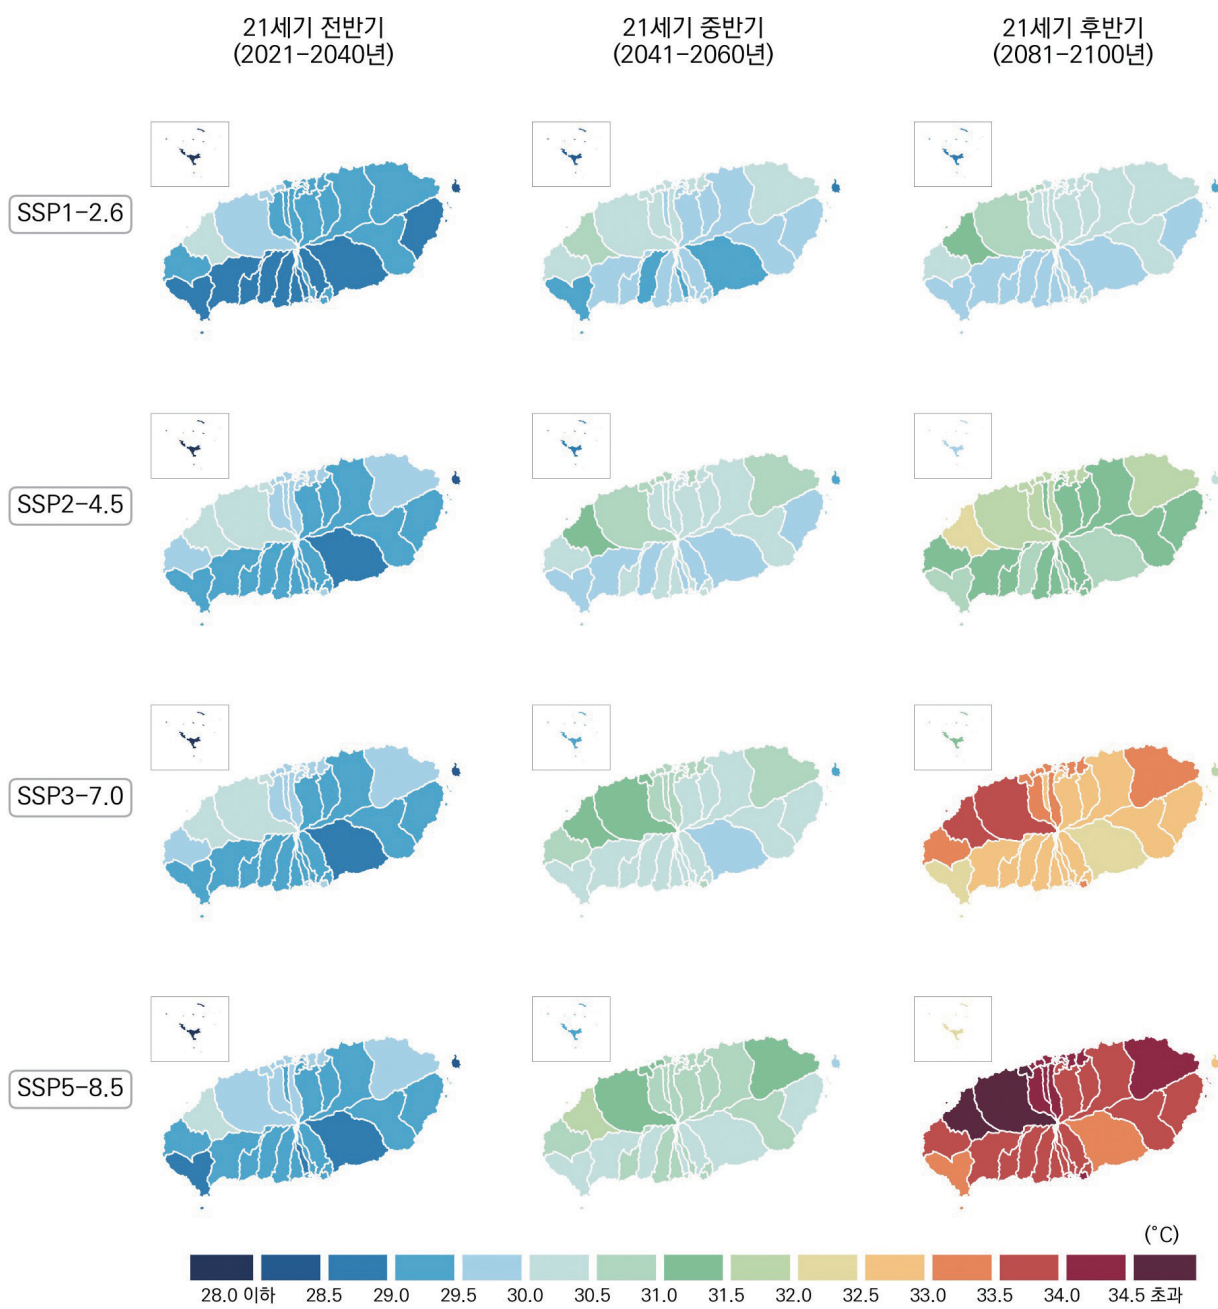 21세기 전반기
(2021-2040년)
21세기 중반기
(2041-2060년)
21세기 후반기
(2081-2100년)
SSP1-2.6
SSP2-4.5
SSP3-7.0
SSP5-8.5
(˚C)
28.0 이하 28.5 29.0 29.5 30.0 30.5 31.0 31.5 32.0 32.5 33.0 33.5 34.0 34.5 초과